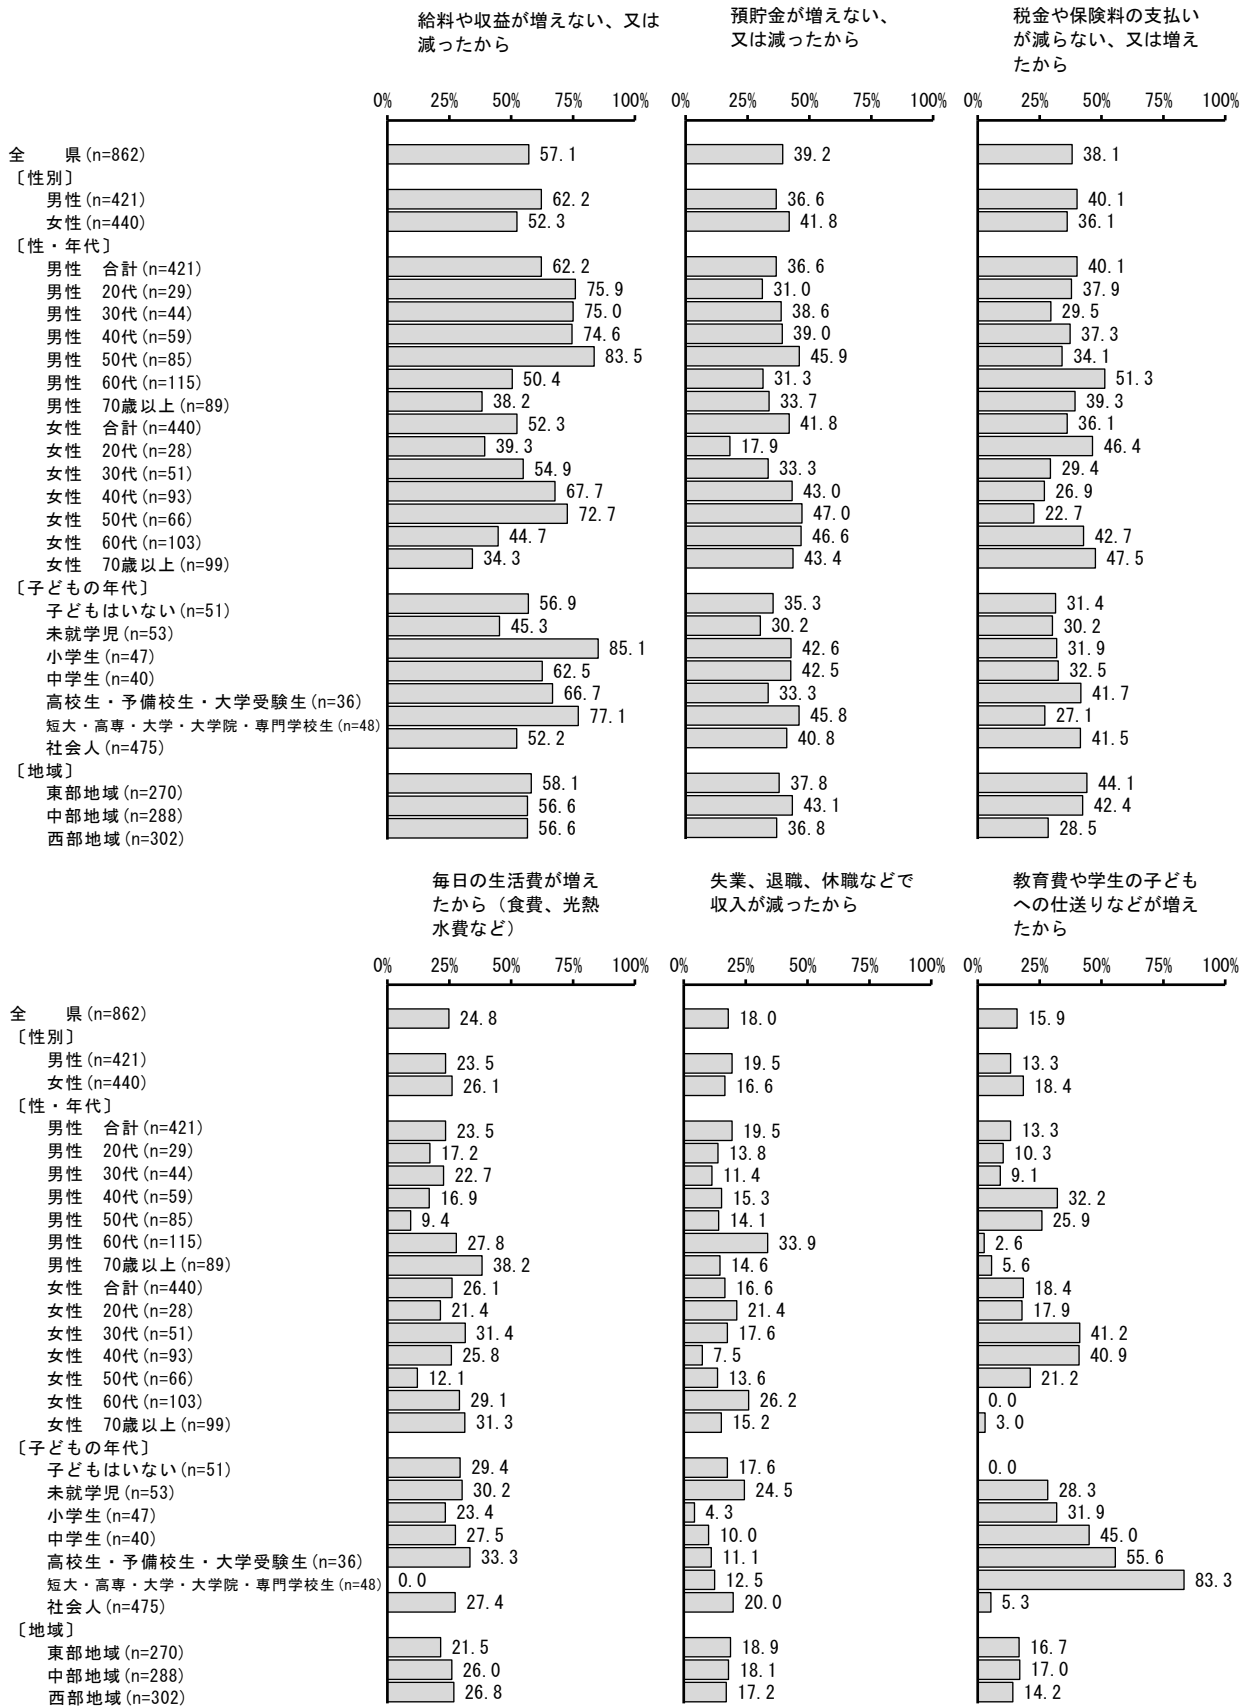 給料や収益が増えない、又は
減ったから
預貯金が増えない、
又は減ったから
税金や保険料の支払い
が減らない、又は増え
たから
0% 25% 50% 75% 100% 0% 25% 50% 75% 100% 0% 25% 50% 75% 100%
全 県(n=862) 57.1 39.2 38.1
〔性別〕
男性(n=421) 62.2 36.6 40.1
女性(n=440) 52.3 41.8 36.1
〔性・年代〕
男性 合計(n=421) 62.2 36.6 40.1
男性 20代(n=29) 75.9 31.0 37.9
男性 30代(n=44) 75.0 38.6 29.5
男性 40代(n=59) 74.6 39.0 37.3
男性 50代(n=85) 83.5 45.9 34.1
男性 60代(n=115) 50.4 31.3 51.3
男性 70歳以上(n=89) 38.2 33.7 39.3
女性 合計(n=440) 52.3 41.8 36.1
女性 20代(n=28) 39.3 17.9 46.4
女性 30代(n=51) 54.9 33.3 29.4
女性 40代(n=93) 67.7 43.0 26.9
女性 50代(n=66) 72.7 47.0 22.7
女性 60代(n=103) 44.7 46.6 42.7
女性 70歳以上(n=99) 34.3 43.4 47.5
〔子どもの年代〕
子どもはいない(n=51) 56.9 35.3 31.4
未就学児(n=53) 45.3 30.2 30.2
小学生(n=47) 85.1 42.6 31.9
中学生(n=40) 62.5 42.5 32.5
高校生・予備校生・大学受験生(n=36) 66.7 33.3 41.7
短大・高専・大学・大学院・専門学校生(n=48) 77.1 45.8 27.1
社会人(n=475) 52.2 40.8 41.5
〔地域〕
東部地域(n=270) 58.1 37.8 44.1
中部地域(n=288) 56.6 43.1 42.4
西部地域(n=302) 56.6 36.8 28.5
毎日の生活費が増え
たから（食費、光熱
水費など）
失業、退職、休職などで
収入が減ったから
教育費や学生の子ども
への仕送りなどが増え
たから
0% 25% 50% 75% 100% 0% 25% 50% 75% 100% 0% 25% 50% 75% 100%
全 県(n=862) 24.8 18.0 15.9
〔性別〕
男性(n=421) 23.5 19.5 13.3
女性(n=440) 26.1 16.6 18.4
〔性・年代〕
男性 合計(n=421) 23.5 19.5 13.3
男性 20代(n=29) 17.2 13.8 10.3
男性 30代(n=44) 22.7 11.4 9.1
男性 40代(n=59) 16.9 15.3 32.2
男性 50代(n=85) 9.4 14.1 25.9
男性 60代(n=115) 27.8 33.9 2.6
男性 70歳以上(n=89) 38.2 14.6 5.6
女性 合計(n=440) 26.1 16.6 18.4
女性 20代(n=28) 21.4 21.4 17.9
女性 30代(n=51) 31.4 17.6 41.2
女性 40代(n=93) 25.8 7.5 40.9
女性 50代(n=66) 12.1 13.6 21.2
女性 60代(n=103) 29.1 26.2 0.0
女性 70歳以上(n=99) 31.3 15.2 3.0
〔子どもの年代〕
子どもはいない(n=51) 29.4 17.6 0.0
未就学児(n=53) 30.2 24.5 28.3
小学生(n=47) 23.4 4.3 31.9
中学生(n=40) 27.5 10.0 45.0
高校生・予備校生・大学受験生(n=36) 33.3 11.1 55.6
短大・高専・大学・大学院・専門学校生(n=48) 0.0 12.5 83.3
社会人(n=475) 27.4 20.0 5.3
〔地域〕
東部地域(n=270) 21.5 18.9 16.7
中部地域(n=288) 26.0 18.1 17.0
西部地域(n=302) 26.8 17.2 14.2